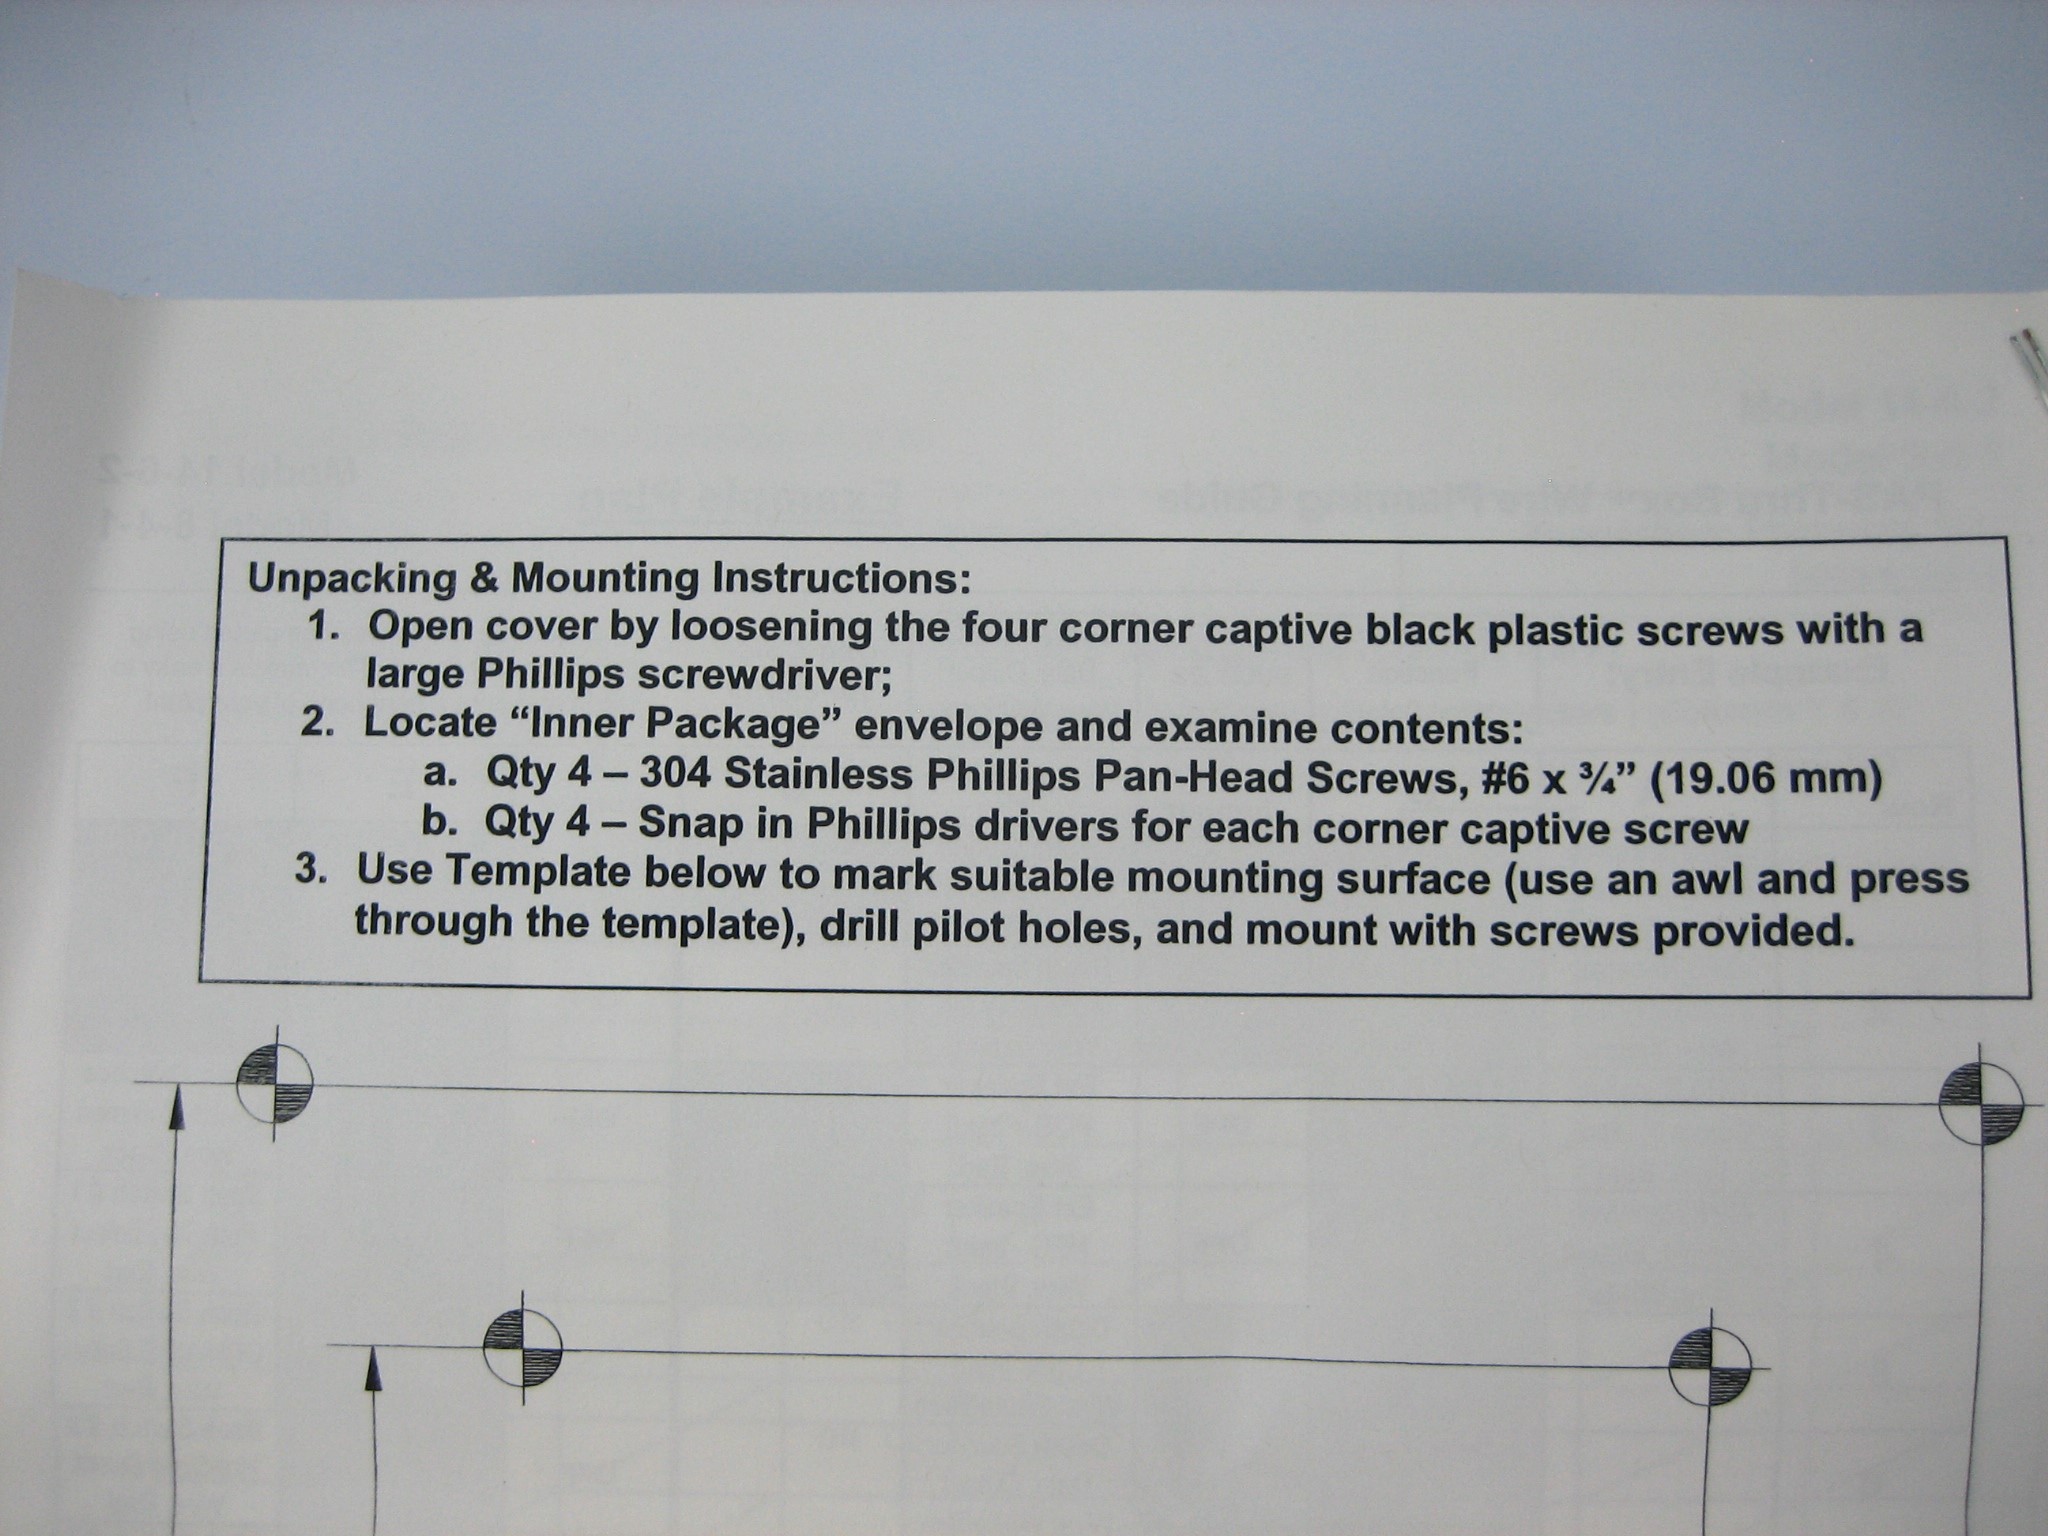 Unpacking & Mounting Instructions:
1. Open cover by loosening the four corner captive black plastic screws with a
large Phillips screwdriver;
2. Locate “Inner Package” envelope and examine contents:
a. Qty 4 – 304 Stainless Phillips Pan-Head Screws, #6 x ¾” (19.06 mm)
b. Qty 4 – Snap in Phillips drivers for each corner captive screw
3. Use Template below to mark suitable mounting surface (use an awl and press
through the template), drill pilot holes, and mount with screws provided.